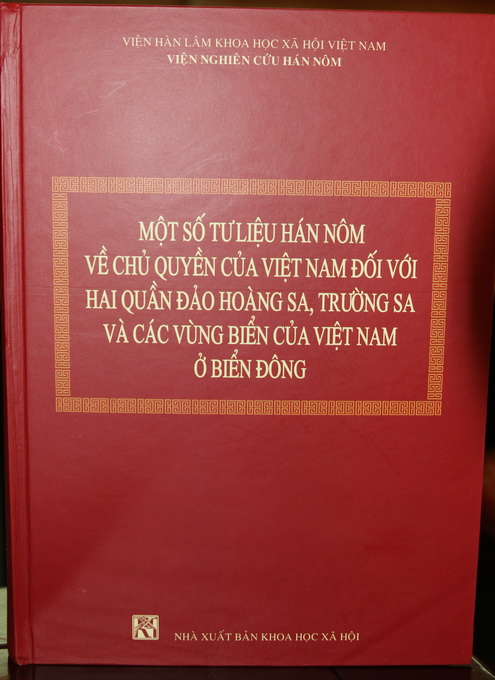 VIỆN HÀN LÂM KHOA HỌC XÃ HỘI VIỆT NAM
VIỆN NGHIÊN CỨU HÁN NÔM
MỘT SỐ TƯ LIỆU HÁN NÔM
VỀ CHỦ QUYỀN CỦA VIỆT NAM ĐỐI VỚI
HAI QUẦN ĐẢO HOÀNG SA, TRƯỜNG SA
VÀ CÁC VÙNG BIỂN CỦA VIỆT NAM
Ở BIỂN ĐÔNG
NHÀ XUẤT BẢN KHOA HỌC XÃ HỘI